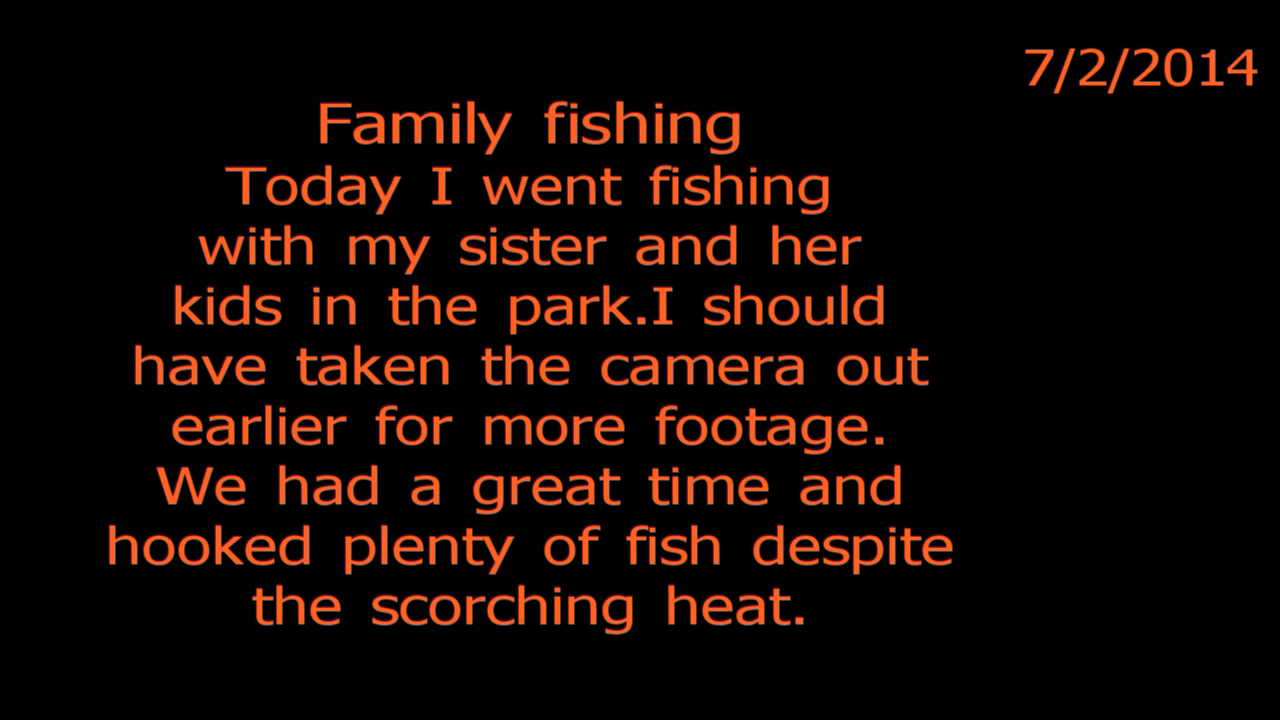 7/2/2014
Family fishing
Today I went fishing
with my sister and her
kids in the park.I should
have taken the camera out
earlier for more footage.
We had a great time and
hooked plenty of fish despite
the scorching heat.